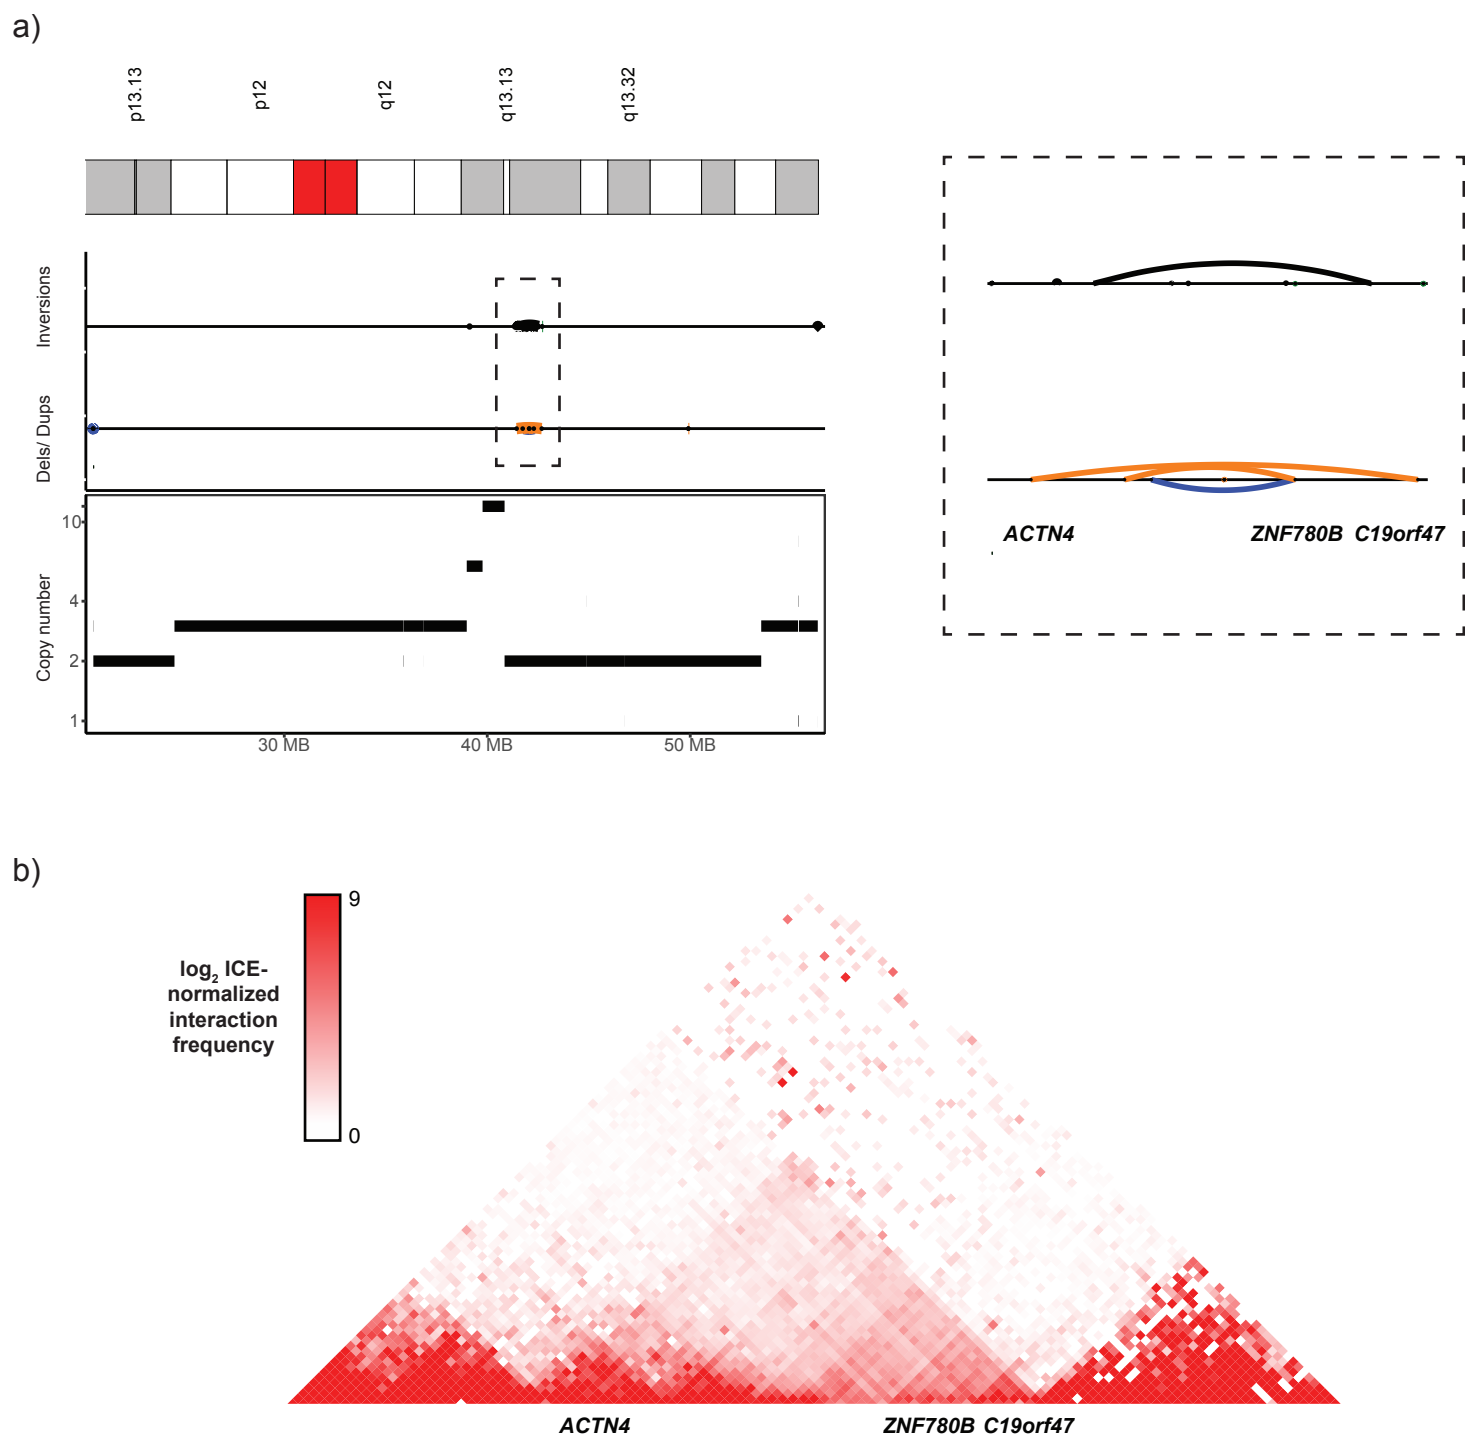 a)
p13.13
p12
q12
q13.13
q13.32
Inversions
Dels/ Dups
ACTN4
ZNF780B C19orf47
Copy number
10
4
2
1
30 MB
40 MB
50 MB
b)
9
0
log2 ICE-
normalized
interaction
frequency
ACTN4
ZNF780B C19orf47